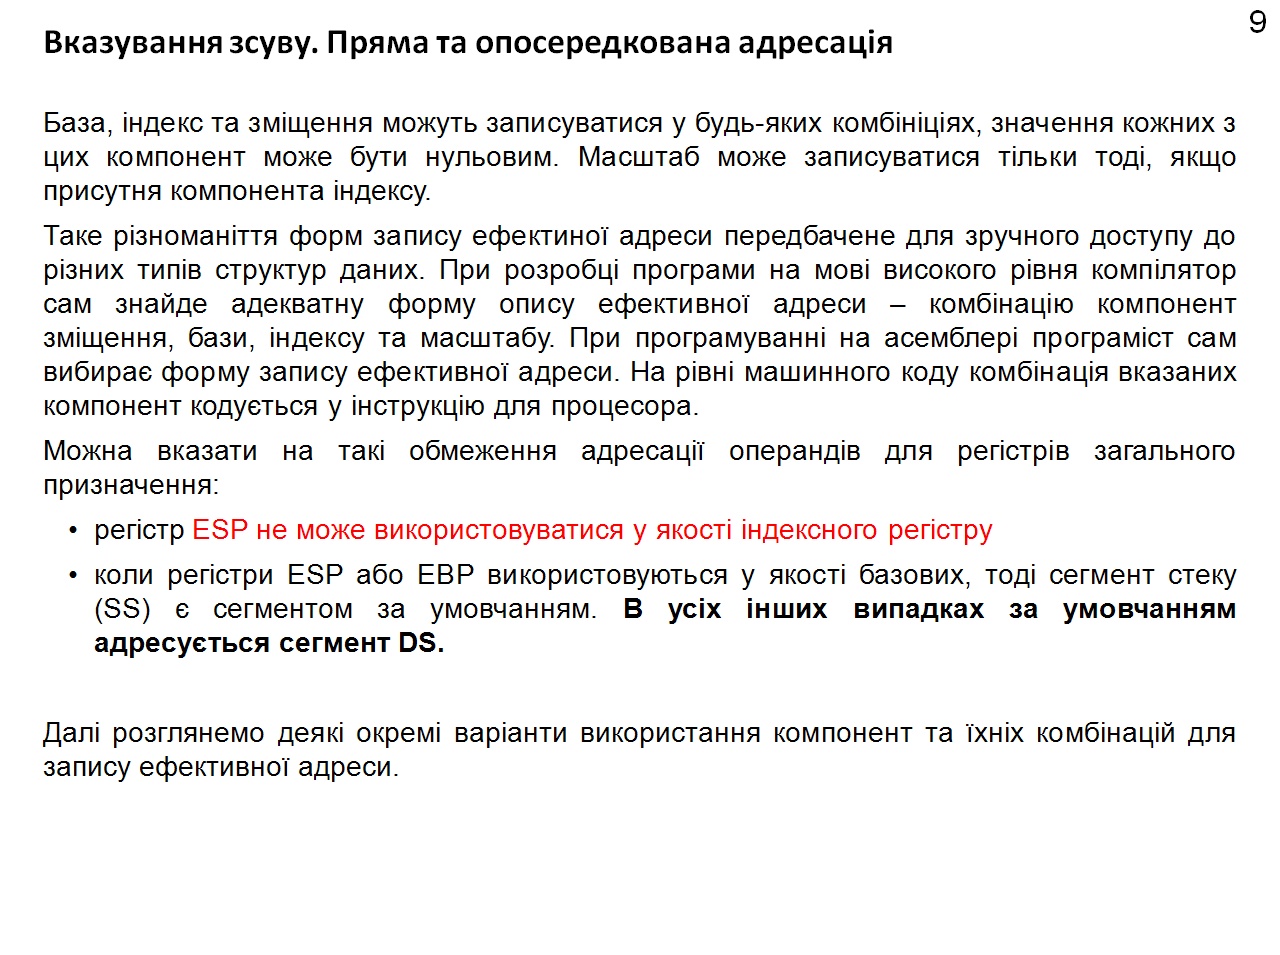 9
Вказування зсуву. Пряма та опосередкована адресація
База, індекс та зміщення можуть записуватися у будь-яких комбініціях, значення кожних з
цих компонент може бути нульовим. Масштаб може записуватися тільки тоді, якщо
присутня компонента індексу.
Таке різноманіття форм запису ефектиної адреси передбачене для зручного доступу до
різних типів структур даних. При розробці програми на мові високого рівня компілятор
сам знайде адекватну форму опису ефективної адреси – комбінацію компонент
зміщення, бази, індексу та масштабу. При програмуванні на асемблері програміст сам
вибирає форму запису ефективної адреси. На рівні машинного коду комбінація вказаних
компонент кодується у інструкцію для процесора.
Можна вказати на такі обмеження адресації операндів для регістрів загального
призначення:
• регістр ESP не може використовуватися у якості індексного регістру
• коли регістри ESP або EBP використовуються у якості базових, тоді сегмент стеку
(SS) є сегментом за умовчанням. В усіх інших випадках за умовчанням
адресується сегмент DS.
Далі розглянемо деякі окремі варіанти використання компонент та їхніх комбінацій для
запису ефективної адреси.